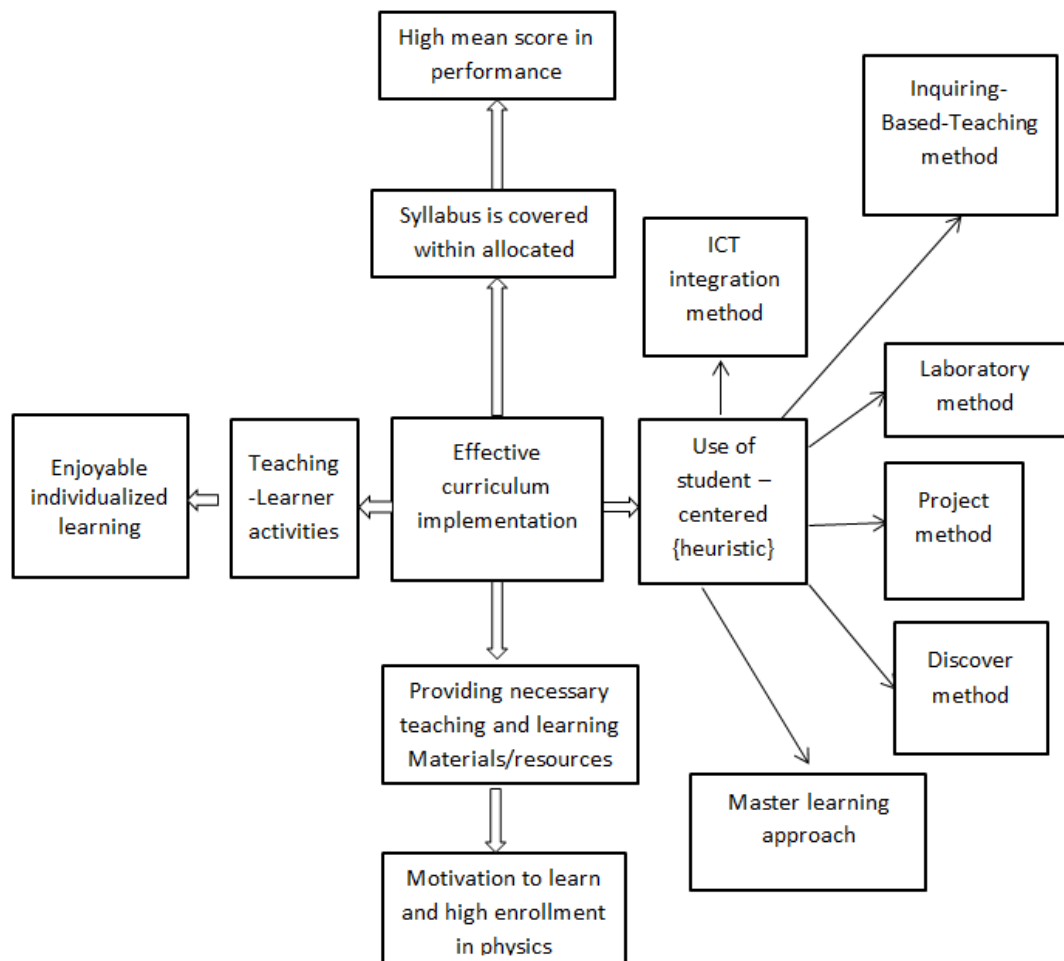 High mean score in
performance
Inquiring-
Based-Teaching
method
Syllabus is covered
within allocated
ICT
integration
method
Laboratory
method
Enjoyable
individualized
learning
Teaching
-Learner
activities
Effective
curriculum
implementation
Use of
student –
centered
{heuristic}
Project
method
Discover
method
Providing necessary
teaching and learning
Materials/resources
Master learning
approach
Motivation to learn
and high enrollment
in physics